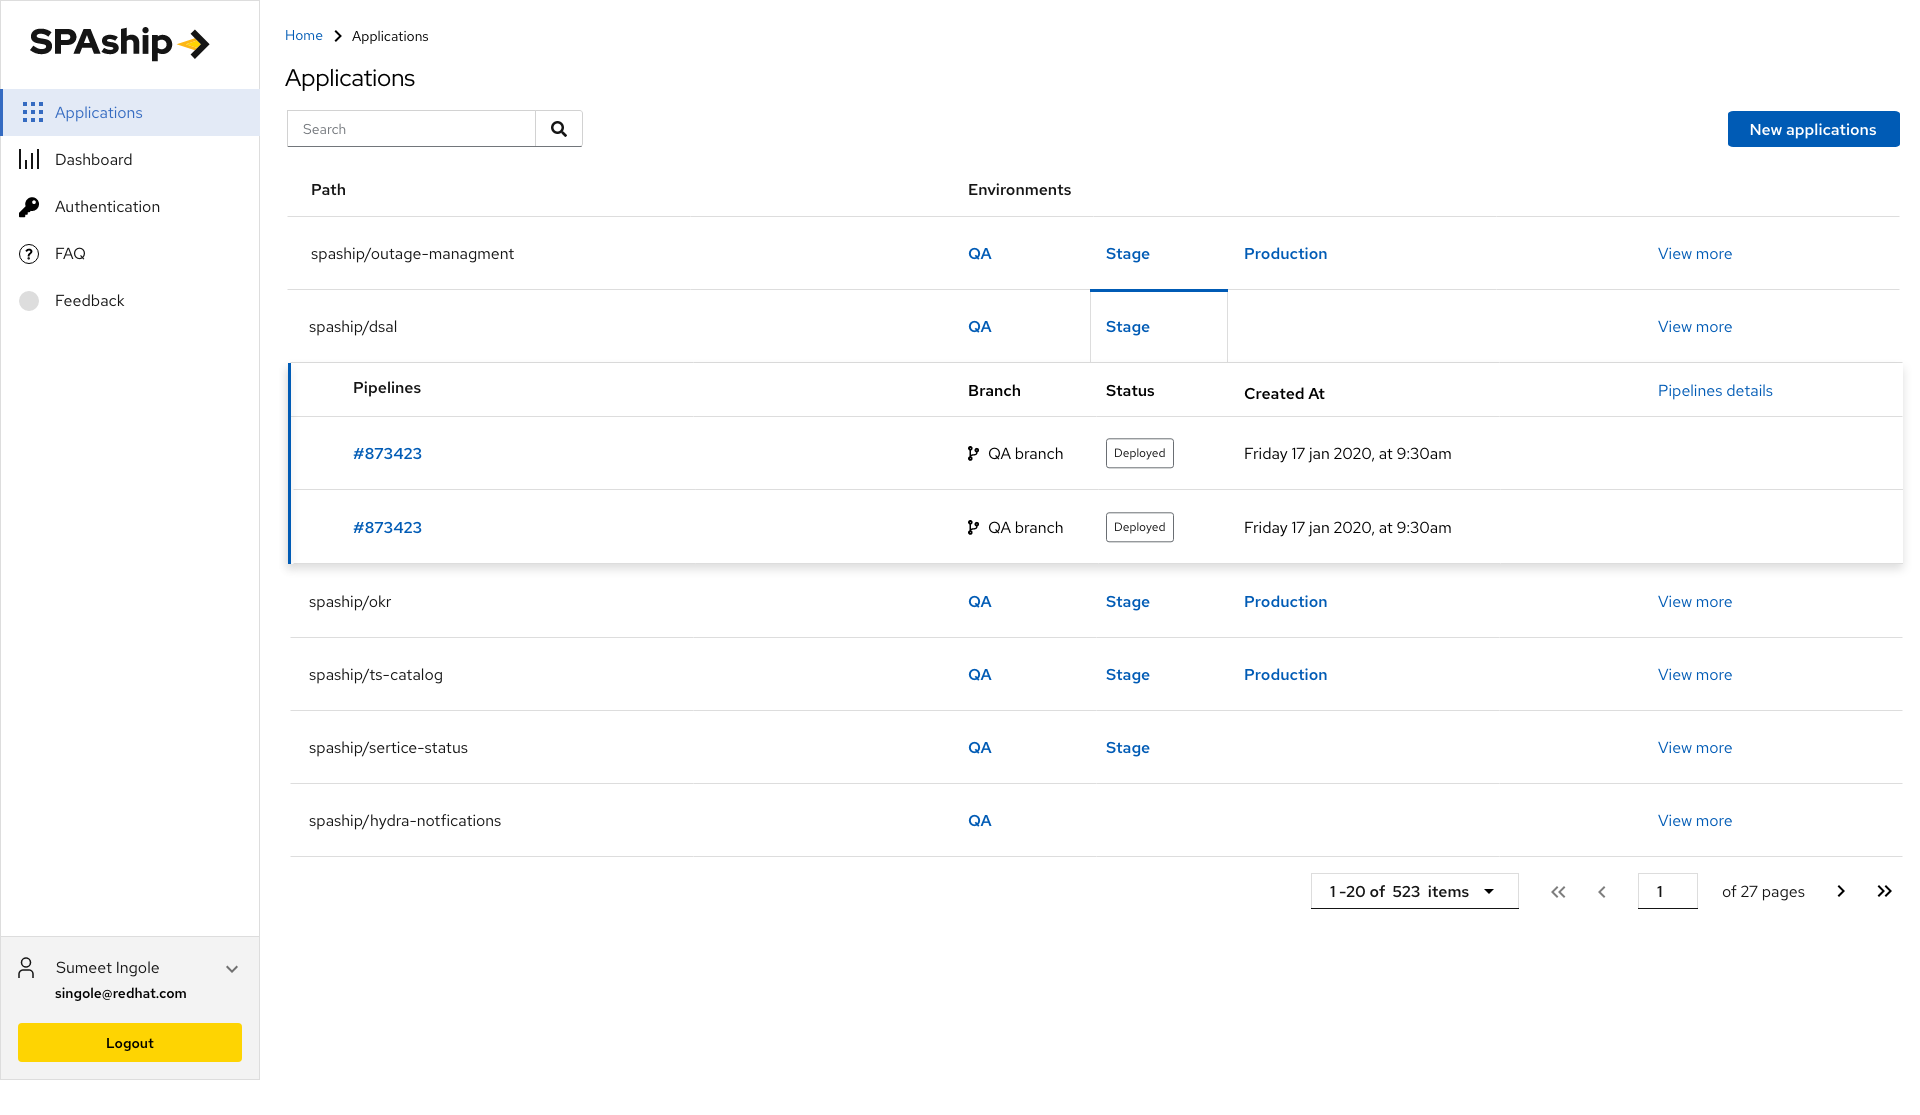 SPAship
Applications
Dashboard
Authentication
FAQ
Feedback
Sumeet Ingole
singole@redhat.com
Logout
Home Applications
Applications
Search
New applications
Path Environments
spaship/outage-managment QA Stage Production View more
spaship/dsal QA Stage View more
Pipelines Branch Status Created At Pipelines details
#873423 QA branch Deployed Friday 17 jan 2020, at 9:30am
#873423 QA branch Deployed Friday 17 jan 2020, at 9:30am
spaship/okr QA Stage Production View more
spaship/ts-catalog QA Stage Production View more
spaship/sertice-status QA Stage View more
spaship/hydra-notfications QA View more
1 -20 of 523 items 1 of 27 pages